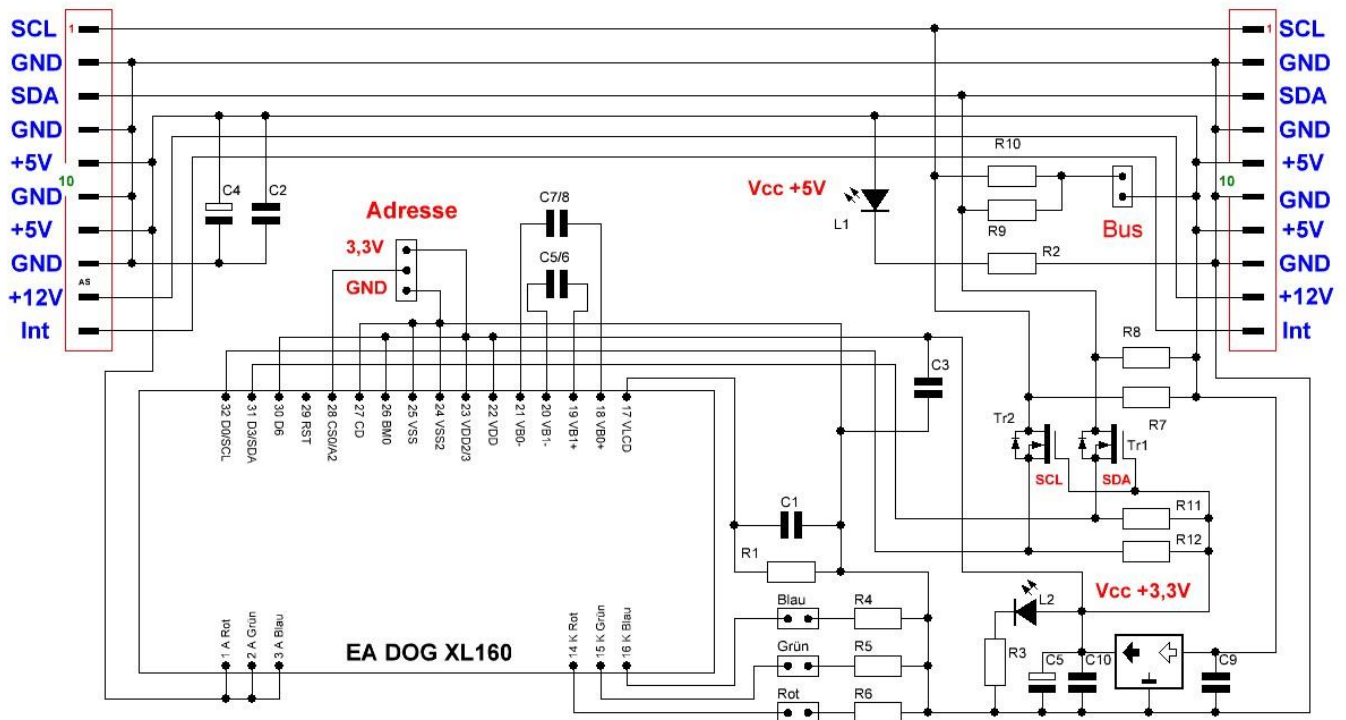 SCL
GND
SDA
GND
+5V
GND
+5V
GND
+12V
Int
1
10
AS
C4
C2
Adresse
3,3V
GND
C7/8
C5/6
Vcc +5V
L1
R10
R9
R2
Bus
1
10
SCL
GND
SDA
GND
+5V
GND
+5V
GND
+12V
Int
C3
R8
R7
Tr2
Tr1
SCL
SDA
R11
R12
32 D0/SCL
31 D3/SDA
30 D6
29 RST
28 CS0/A2
27 CD
26 BM0
25 VSS
24 VSS2
23 VDD2/3
22 VDD
21 VB0-
20 VB1-
19 VB1+
18 VB0+
17 VLCD
C1
R1
Vcc +3,3V
L2
R3
C5
C10
C9
Blau
R4
Grün
R5
Rot
R6
1 A Rot
2 A Grün
3 A Blau
EA DOG XL160
14 K Rot
15 K Grün
16 K Blau